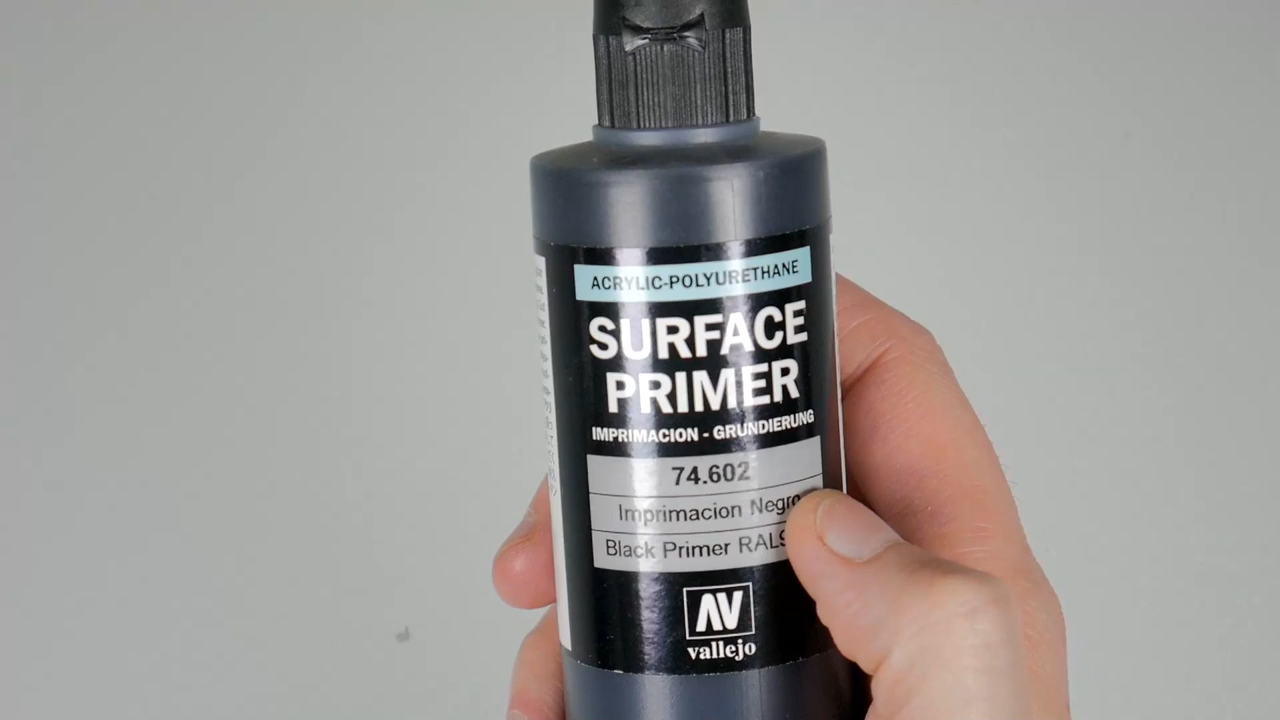 ACRYLIC-POLYURETHANE
SURFACE
PRIMER
IMPRIMACION - GRUNDIERUNG
74.602
Imprimacion Negro
Black Primer
AV
vallejo